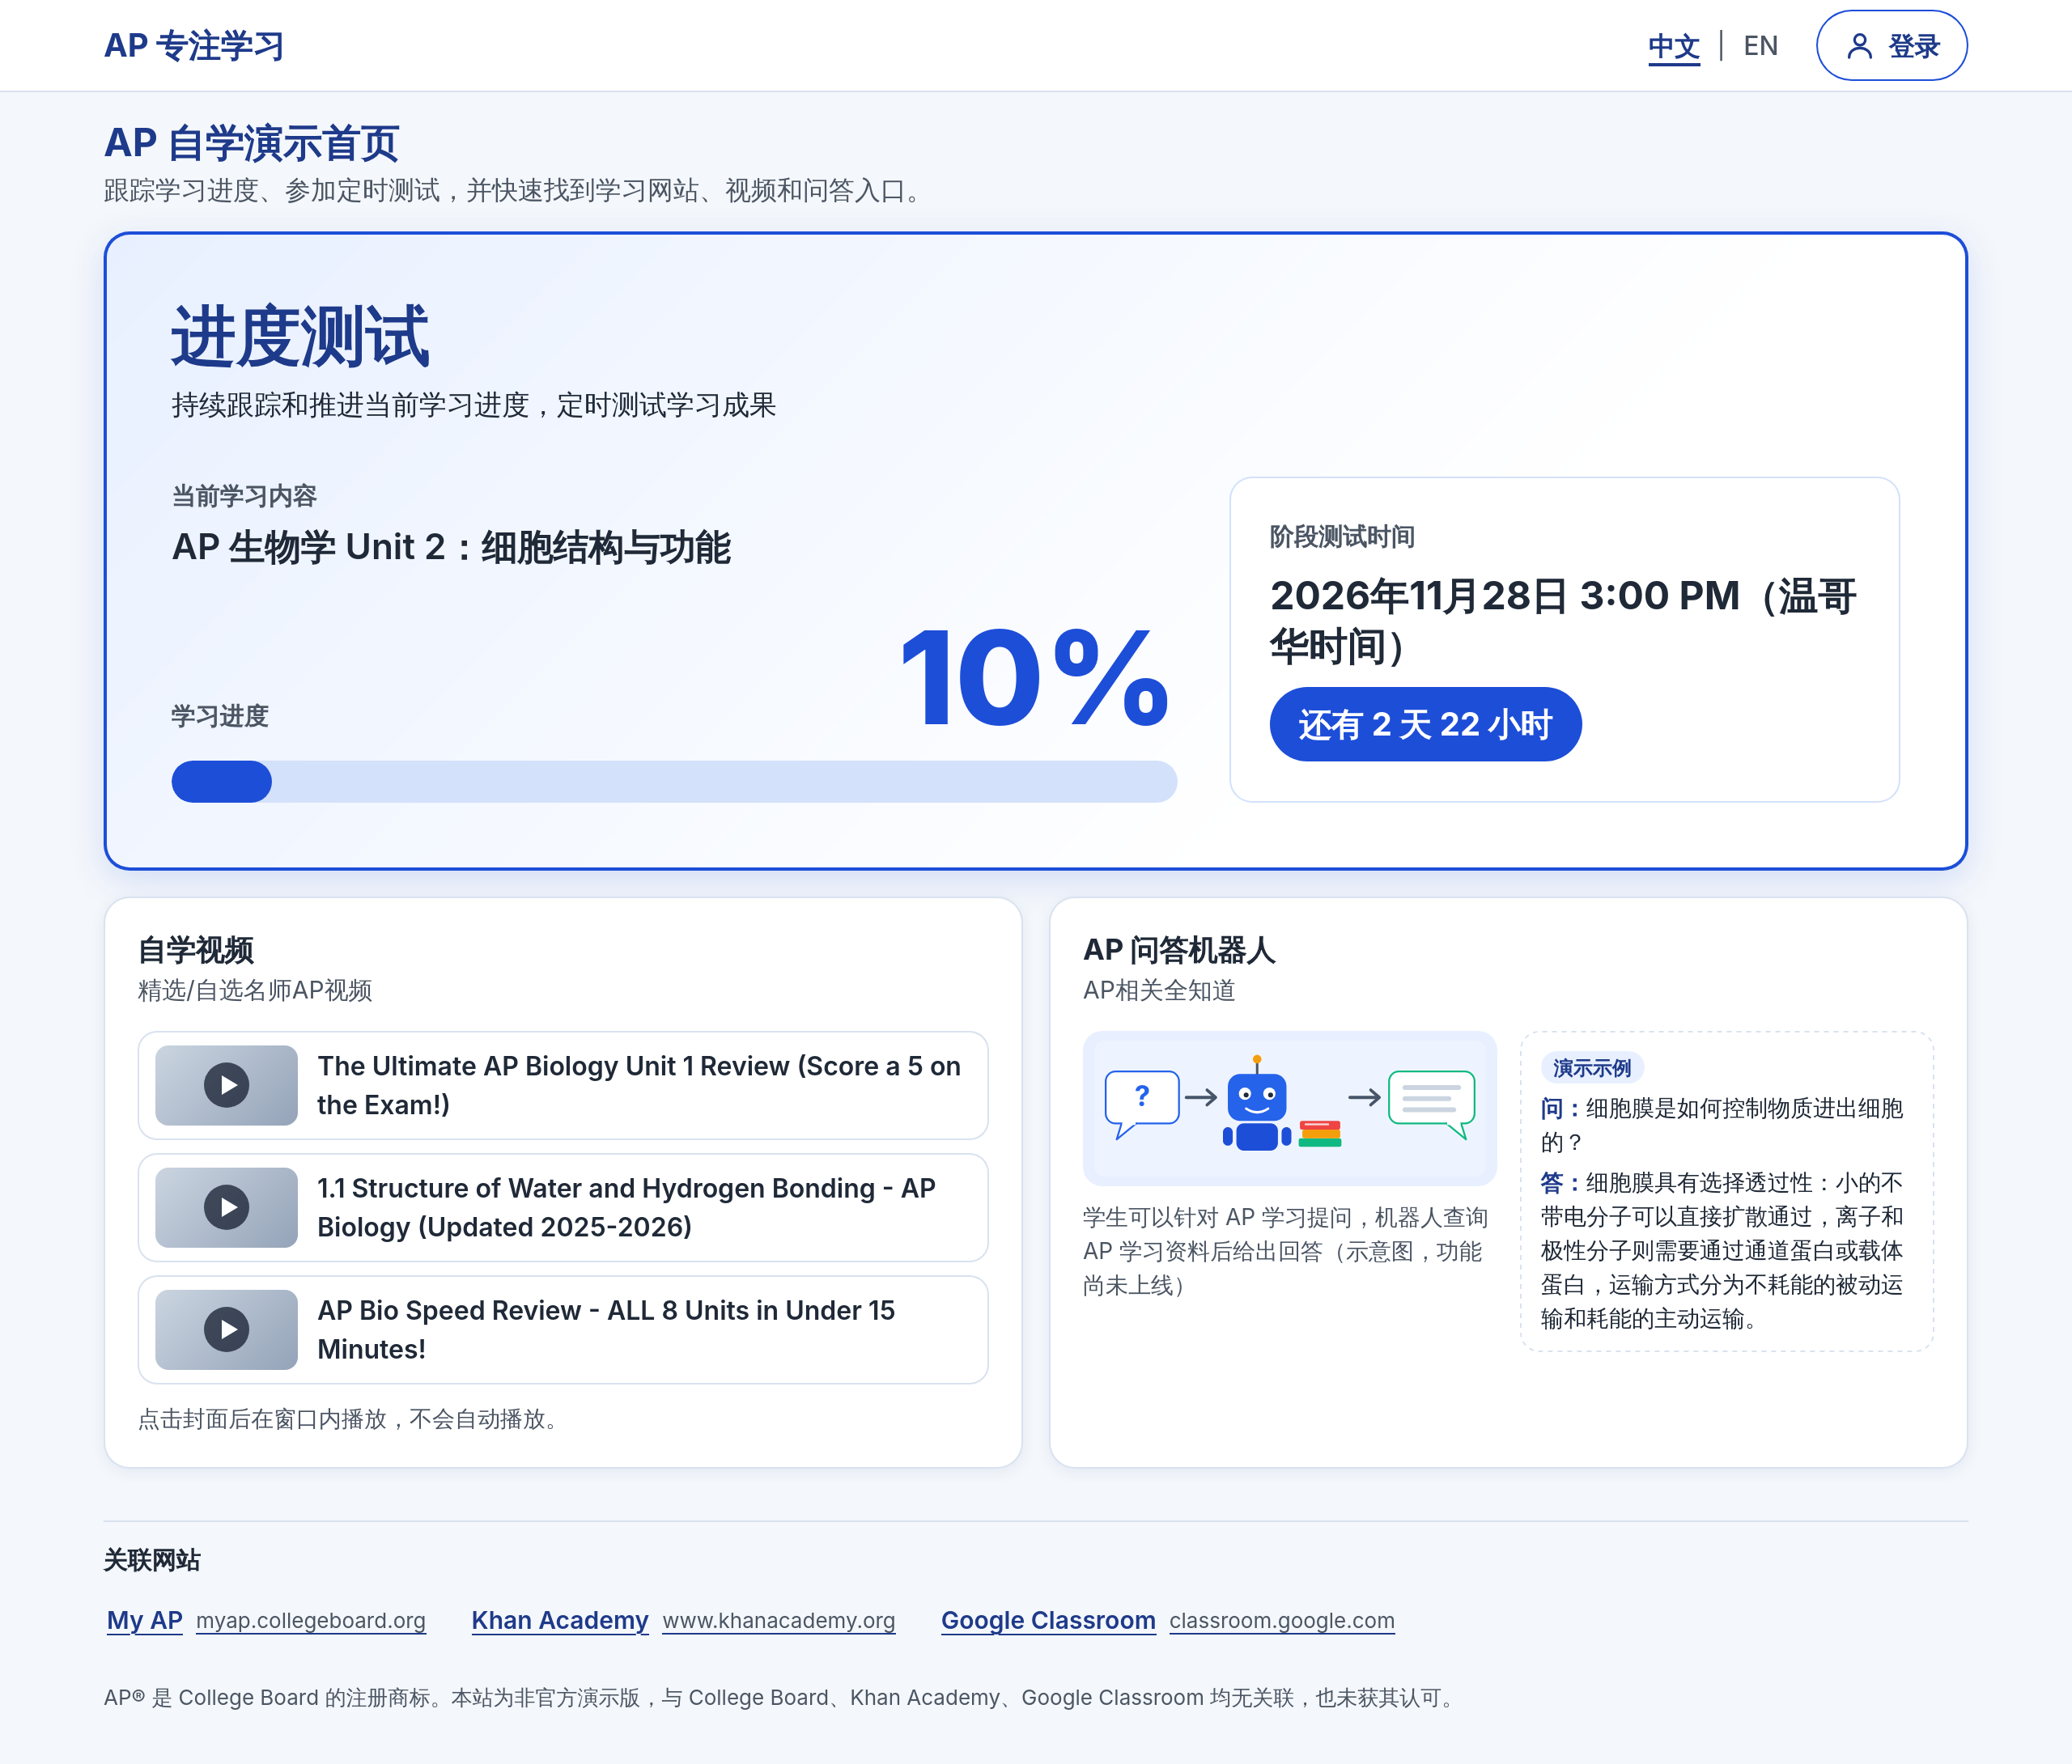 AP 专注学习
中文 | EN
登录
AP 自学演示首页
跟踪学习进度、参加定时测试，并快速找到学习网站、视频和问答入口。
进度测试
持续跟踪和推进当前学习进度，定时测试学习成果
当前学习内容
AP 生物学 Unit 2：细胞结构与功能
学习进度
10%
阶段测试时间
2026年11月28日 3:00 PM（温哥
华时间）
还有 2 天 22 小时
自学视频
精选/自选名师AP视频
The Ultimate AP Biology Unit 1 Review (Score a 5 on
the Exam!)
1.1 Structure of Water and Hydrogen Bonding - AP
Biology (Updated 2025-2026)
AP Bio Speed Review - ALL 8 Units in Under 15
Minutes!
点击封面后在窗口内播放，不会自动播放。
AP 问答机器人
AP相关全知道
?
学生可以针对 AP 学习提问，机器人查询
AP 学习资料后给出回答（示意图，功能
尚未上线）
演示示例
问：细胞膜是如何控制物质进出细胞
的？
答：细胞膜具有选择透过性：小的不
带电分子可以直接扩散通过，离子和
极性分子则需要通过通道蛋白或载体
蛋白，运输方式分为不耗能的被动运
输和耗能的主动运输。
关联网站
My AP myap.collegeboard.org Khan Academy www.khanacademy.org Google Classroom classroom.google.com
AP® 是 College Board 的注册商标。本站为非官方演示版，与 College Board、Khan Academy、Google Classroom 均无关联，也未获其认可。